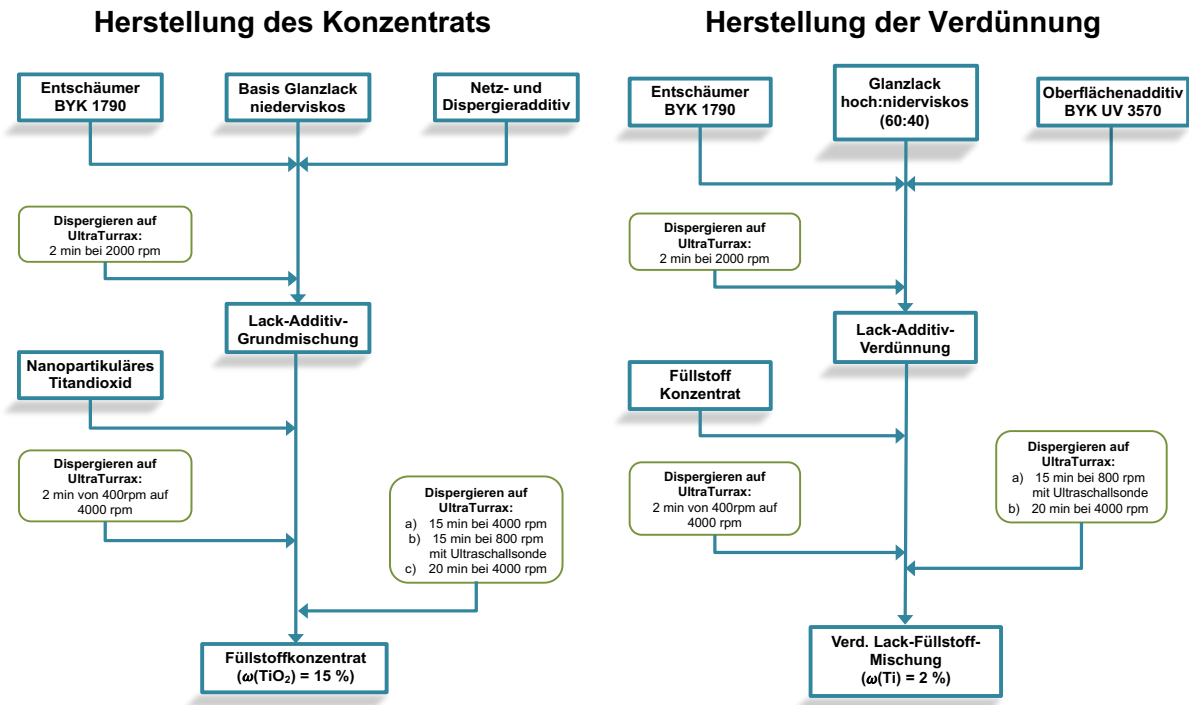 Herstellung des Konzentrats
Entschäumer
BYK 1790
Basis Glanzlack
niederviskos
Netz- und
Dispergieradditiv
Dispergieren auf
UltraTurrax:
2 min bei 2000 rpm
Lack-Additiv-
Grundmischung
Nanopartikuläres
Titandioxid
Dispergieren auf
UltraTurrax:
2 min von 400rpm auf
4000 rpm
Dispergieren auf
UltraTurrax:
a) 15 min bei 4000 rpm
b) 15 min bei 800 rpm
mit Ultraschallsonde
c) 20 min bei 4000 rpm
Füllstoffkonzentrat
(ω(TiO₂) = 15 %)
Herstellung der Verdünnung
Entschäumer
BYK 1790
Glanzlack
hoch:niderviskos
(60:40)
Oberflächenadditiv
BYK UV 3570
Dispergieren auf
UltraTurrax:
2 min bei 2000 rpm
Lack-Additiv-
Verdünnung
Füllstoff
Konzentrat
Dispergieren auf
UltraTurrax:
2 min von 400rpm auf
4000 rpm
Dispergieren auf
UltraTurrax:
a) 15 min bei 800 rpm
mit Ultraschallsonde
b) 20 min bei 4000 rpm
Verd. Lack-Füllstoff-
Mischung
(ω(Ti) = 2 %)